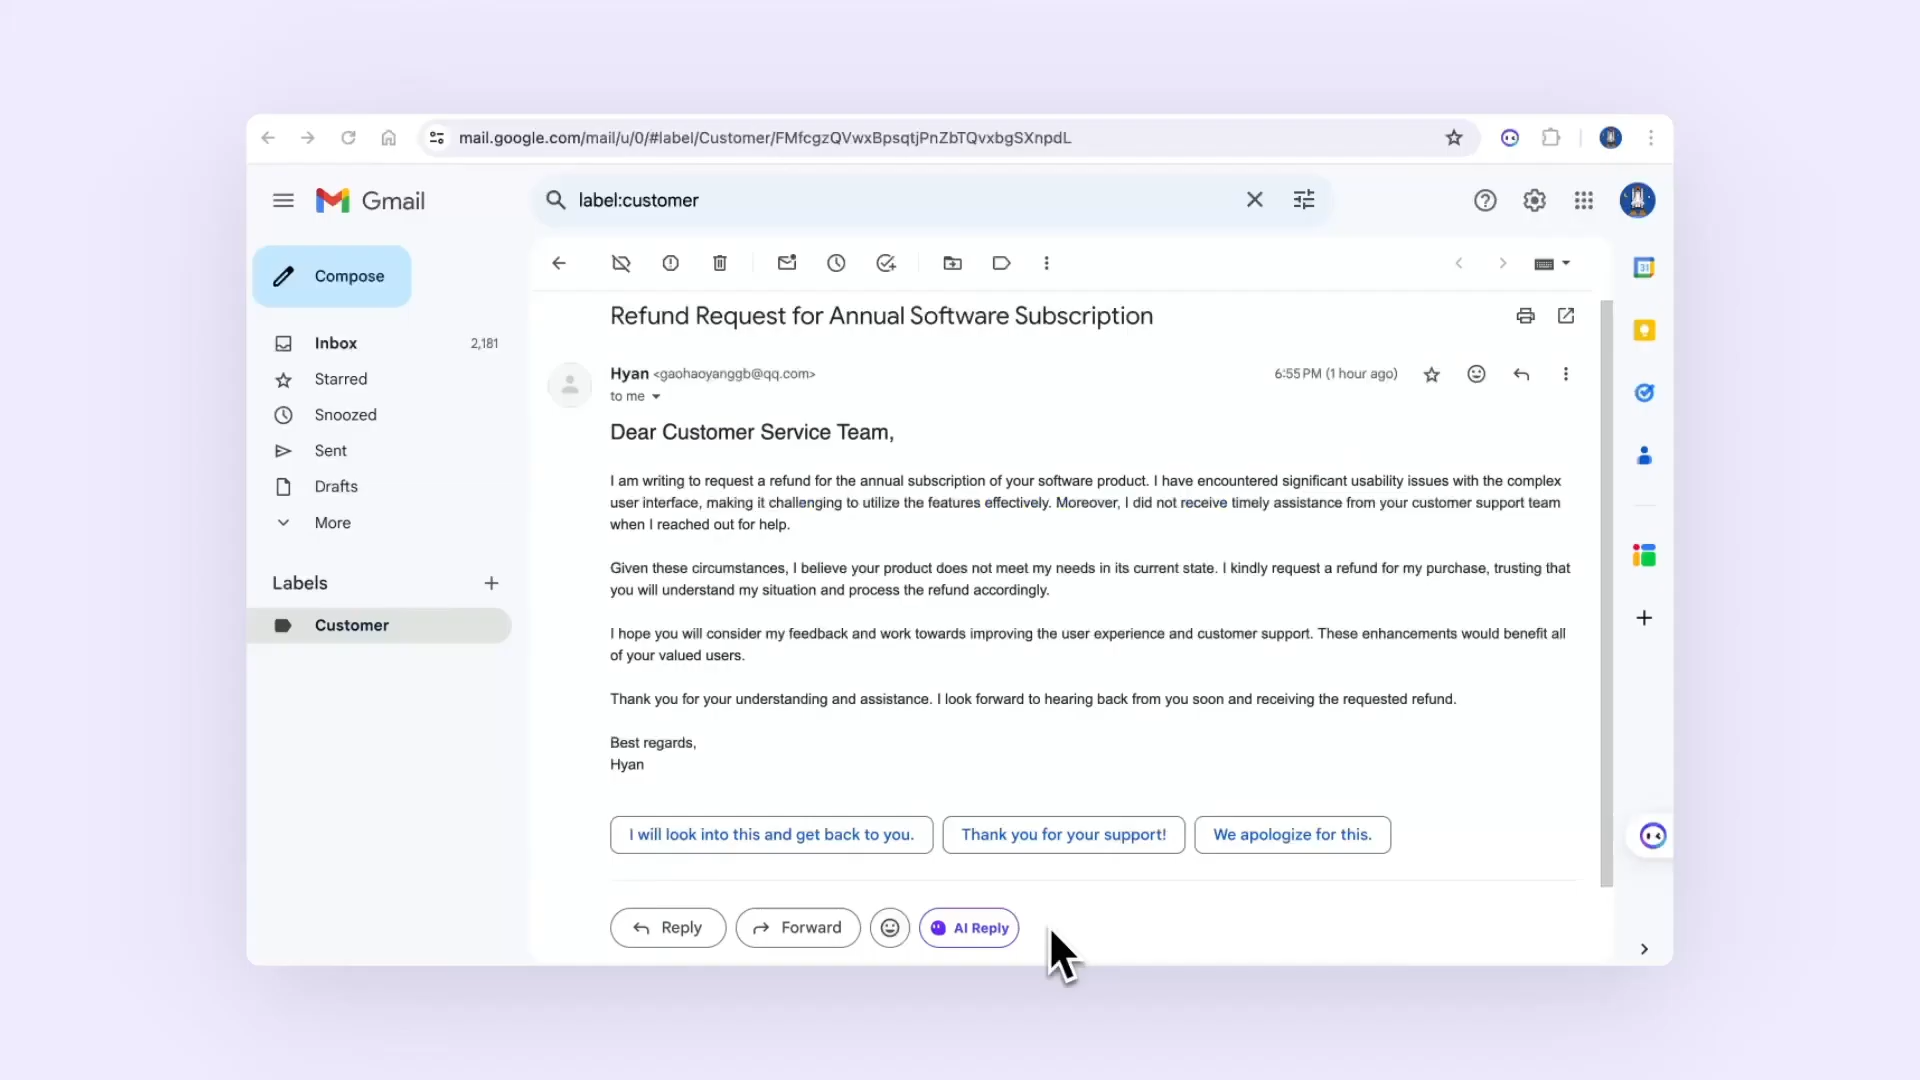 mail.google.com/mail/u/0/#label/Customer/FMfcgzQVwxBpsqtjPnZbTQvxbgSXnpdL
Gmail
label:customer
Compose
Inbox 2,181
Starred
Snoozed
Sent
Drafts
More
Labels
Customer
Refund Request for Annual Software Subscription
Hyan <gaohaoyanggb@qq.com>
6:55 PM (1 hour ago)
to me
Dear Customer Service Team,
I am writing to request a refund for the annual subscription of your software product. I have encountered significant usability issues with the complex
user interface, making it challenging to utilize the features effectively. Moreover, I did not receive timely assistance from your customer support team
when I reached out for help.
Given these circumstances, I believe your product does not meet my needs in its current state. I kindly request a refund for my purchase, trusting that
you will understand my situation and process the refund accordingly.
I hope you will consider my feedback and work towards improving the user experience and customer support. These enhancements would benefit all
of your valued users.
Thank you for your understanding and assistance. I look forward to hearing back from you soon and receiving the requested refund.
Best regards,
Hyan
I will look into this and get back to you.
Thank you for your support!
We apologize for this.
Reply
Forward
AI Reply
31